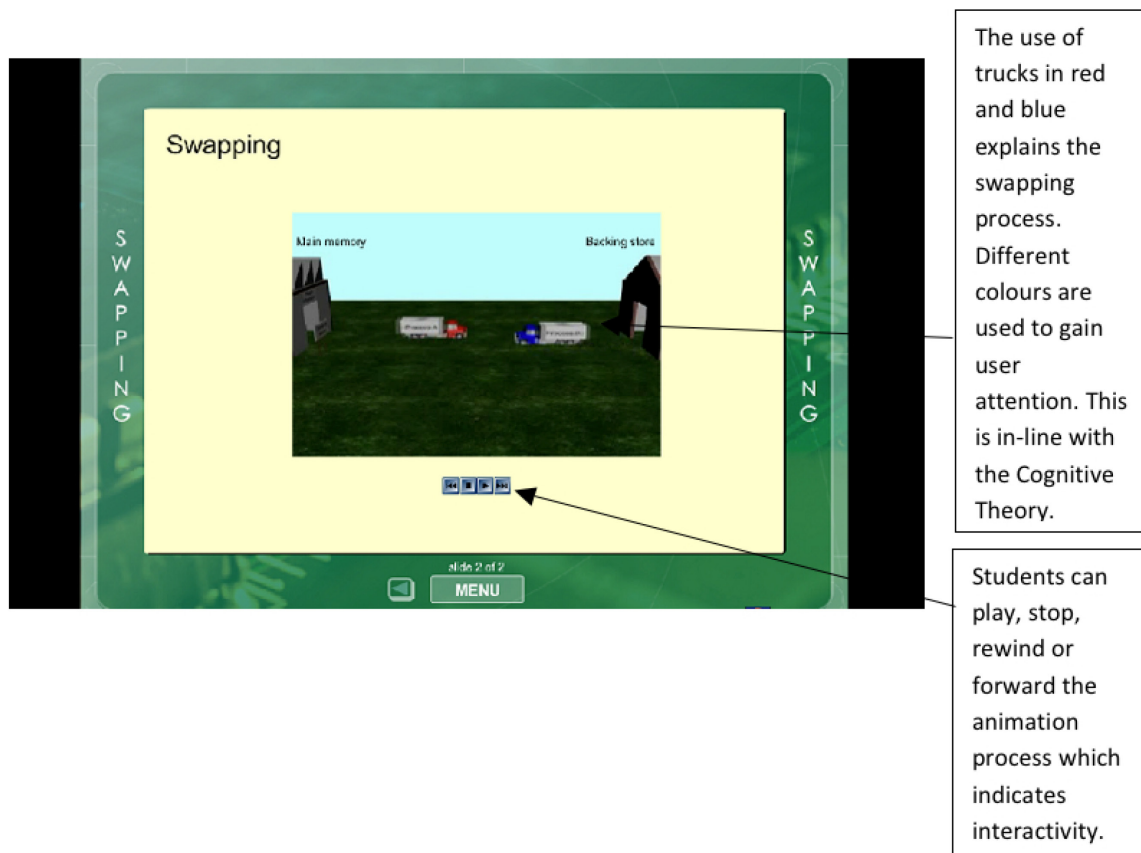 Swapping
Main memory
Backing store
SWAPPING
SWAPPING
slide 2 of 2
MENU
The use of
trucks in red
and blue
explains the
swapping
process.
Different
colours are
used to gain
user
attention. This
is in-line with
the Cognitive
Theory.
Students can
play, stop,
rewind or
forward the
animation
process which
indicates
interactivity.